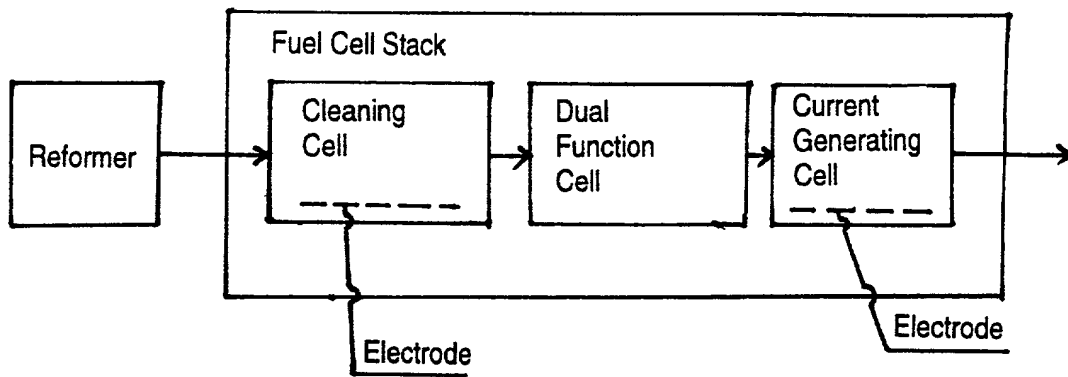 Fuel Cell Stack
Reformer
Cleaning
Cell
Dual
Function
Cell
Current
Generating
Cell
Electrode
Electrode